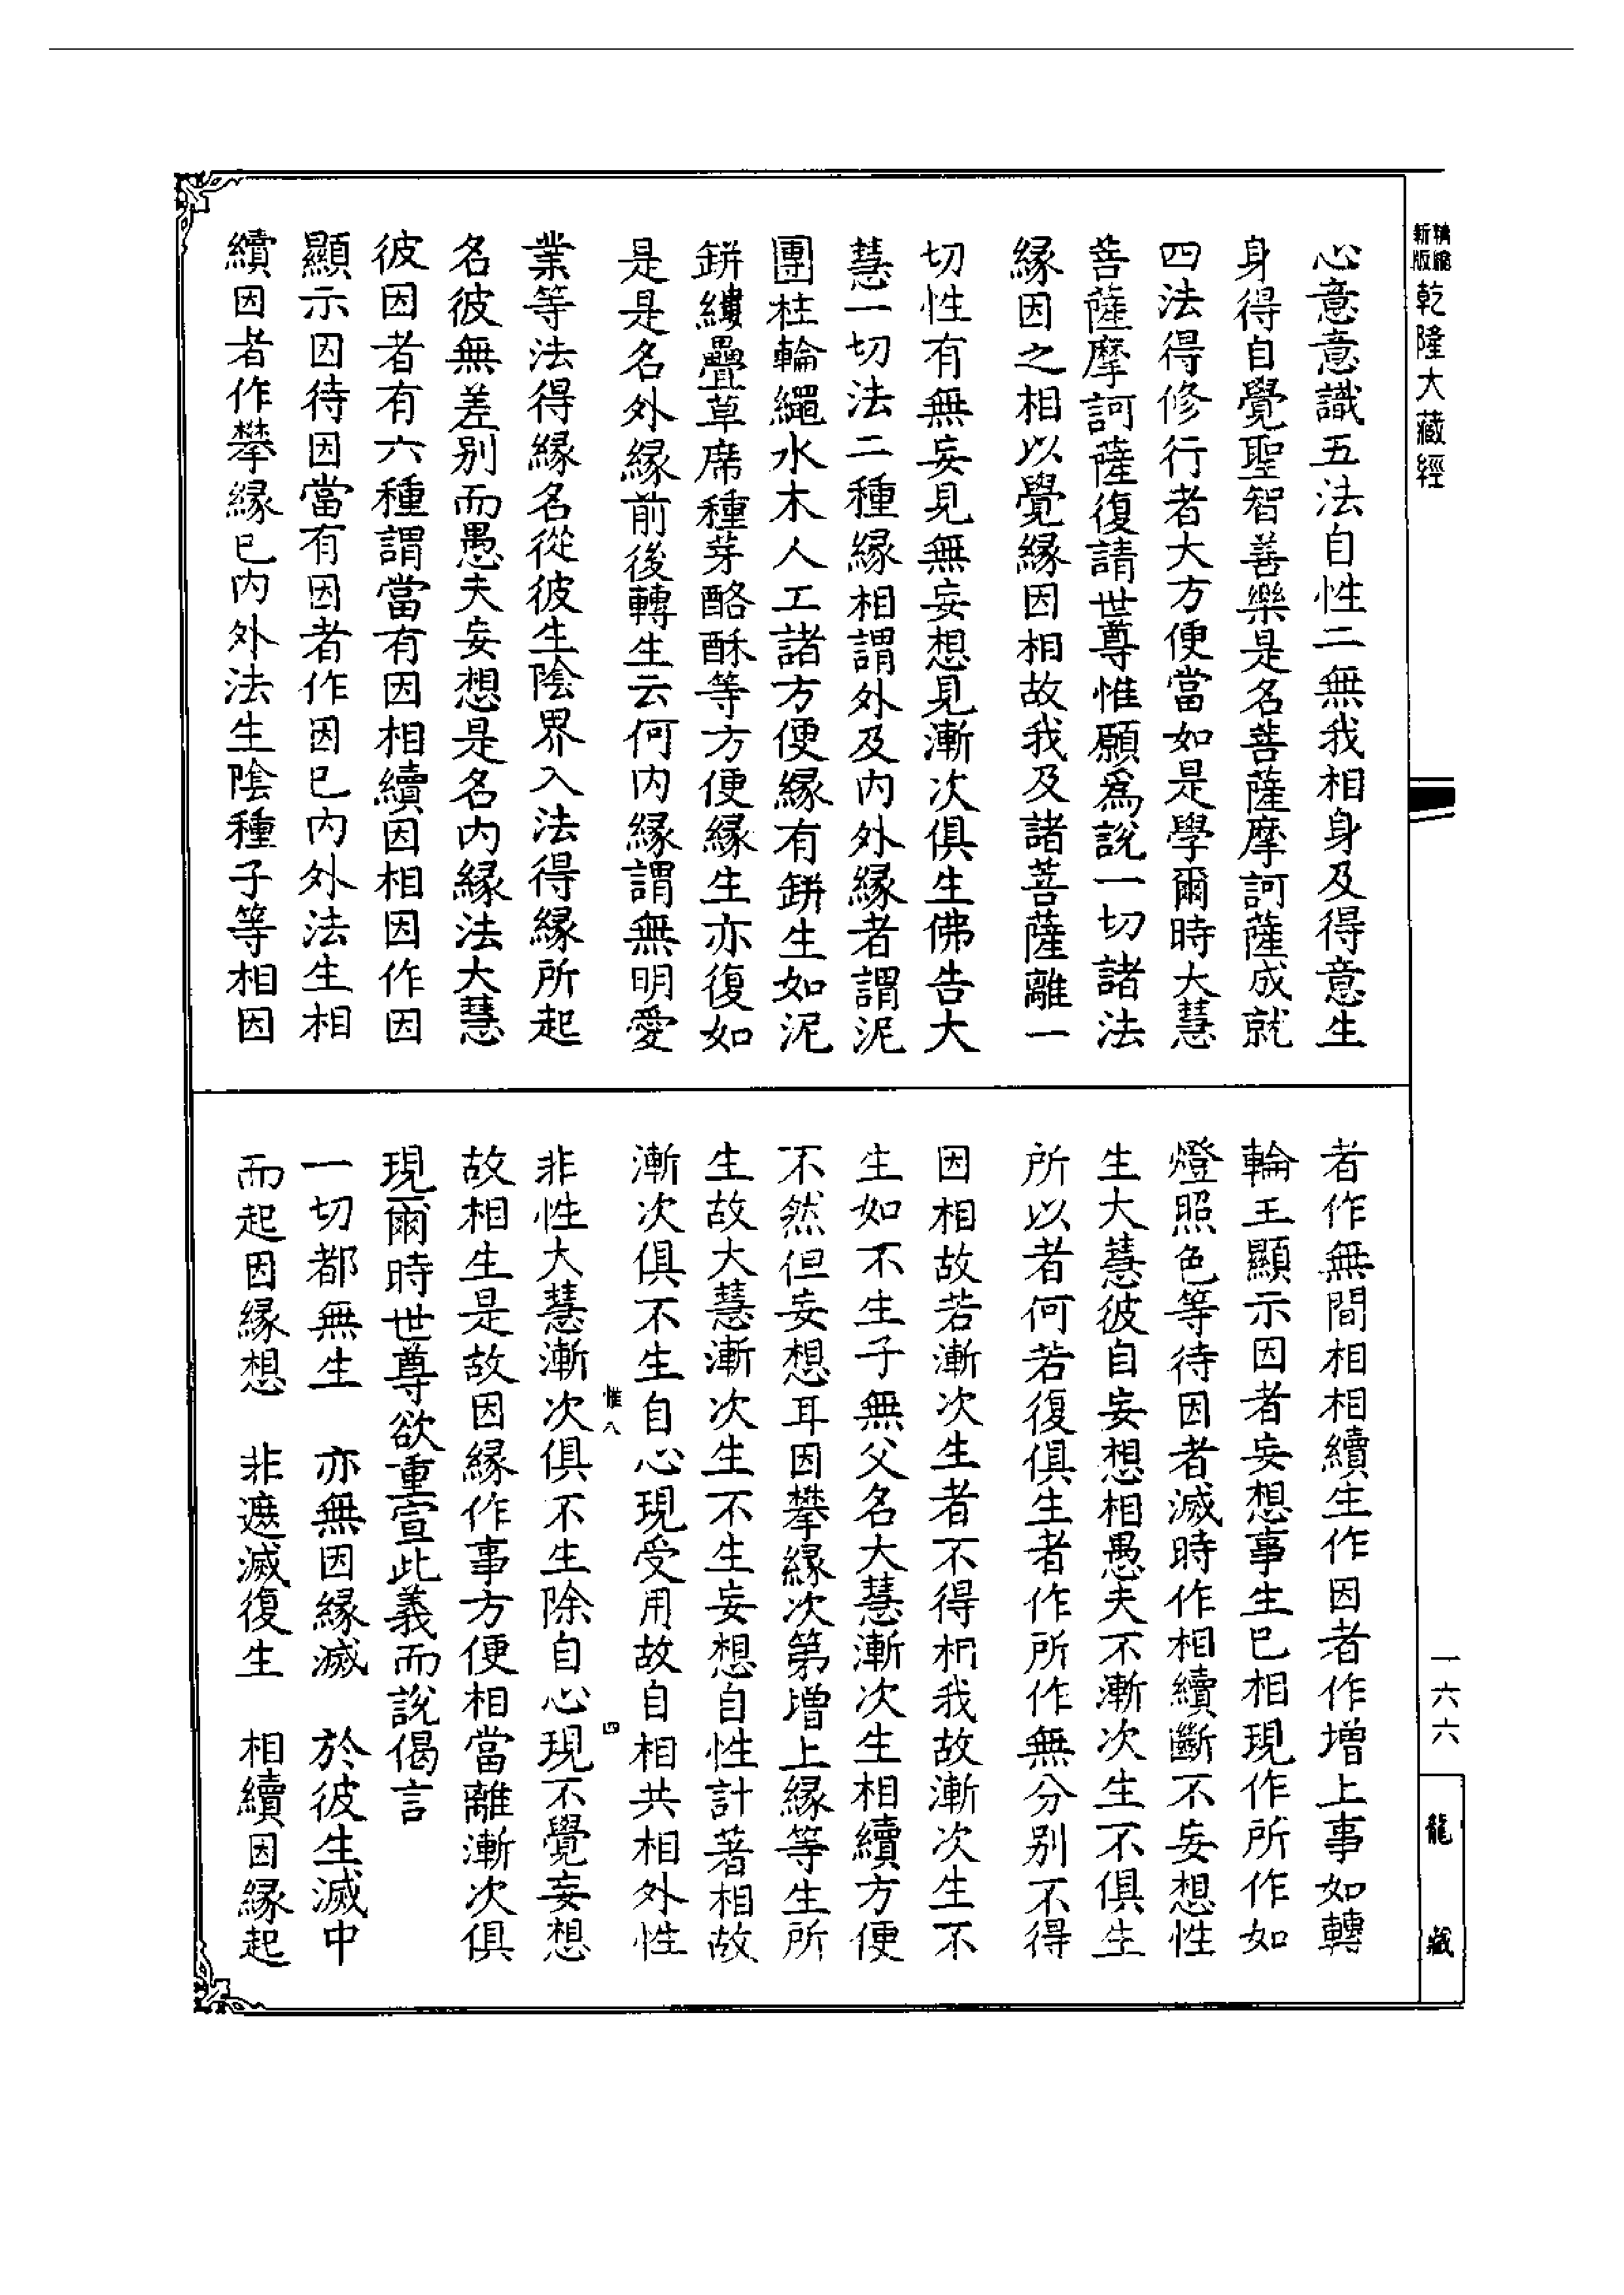 精縮新版乾隆大藏經
心意意識五法自性二無我相身及得意生
身得自覺聖智善樂是名菩薩摩訶薩成就
四法得修行者大方便當如是學爾時大慧
菩薩摩訶薩復請世尊惟願爲說一切諸法
緣因之相以覺緣因相故我及諸菩薩離一
切性有無妄見無妄想見漸次俱生佛告大
慧一切法二種緣相謂外及內外緣者謂泥
團柱輪繩水木人工諸方便緣有缾生如泥
缾縷疊草席種芽酪酥等方便緣生亦復如
是是名外緣前後轉生云何內緣謂無明愛
業等法得緣名從彼生陰界入法得緣所起
名彼無差別而愚夫妄想是名內緣法大慧
彼因者有六種謂當有因相續因相因作因
顯示因待因當有因者作因已內外法生相
續因者作攀緣已內外法生陰種子等相因
者作無間相相續生作因者作增上事如轉
輪王顯示因者妄想事生已相現作所作如
燈照色等待因者滅時作相續斷不妄想性
生大慧彼自妄想相愚夫不漸次生不俱生
所以者何若復俱生者作所作無分別不得
因相故若漸次生者不得相我故漸次生不
生如不生子無父名大慧漸次生相續方便
不然但妄想耳因攀緣次第增上緣等生所
生故大慧漸次生不生妄想自性計著相故
漸次俱不生自心現受用故自相共相外性
惟八 四
非性大慧漸次俱不生除自心現不覺妄想
故相生是故因緣作事方便相當離漸次俱
現爾時世尊欲重宣此義而說偈言
一切都無生 亦無因緣滅 於彼生滅中
而起因緣想 非遮滅復生 相續因緣起
一六六
龍藏